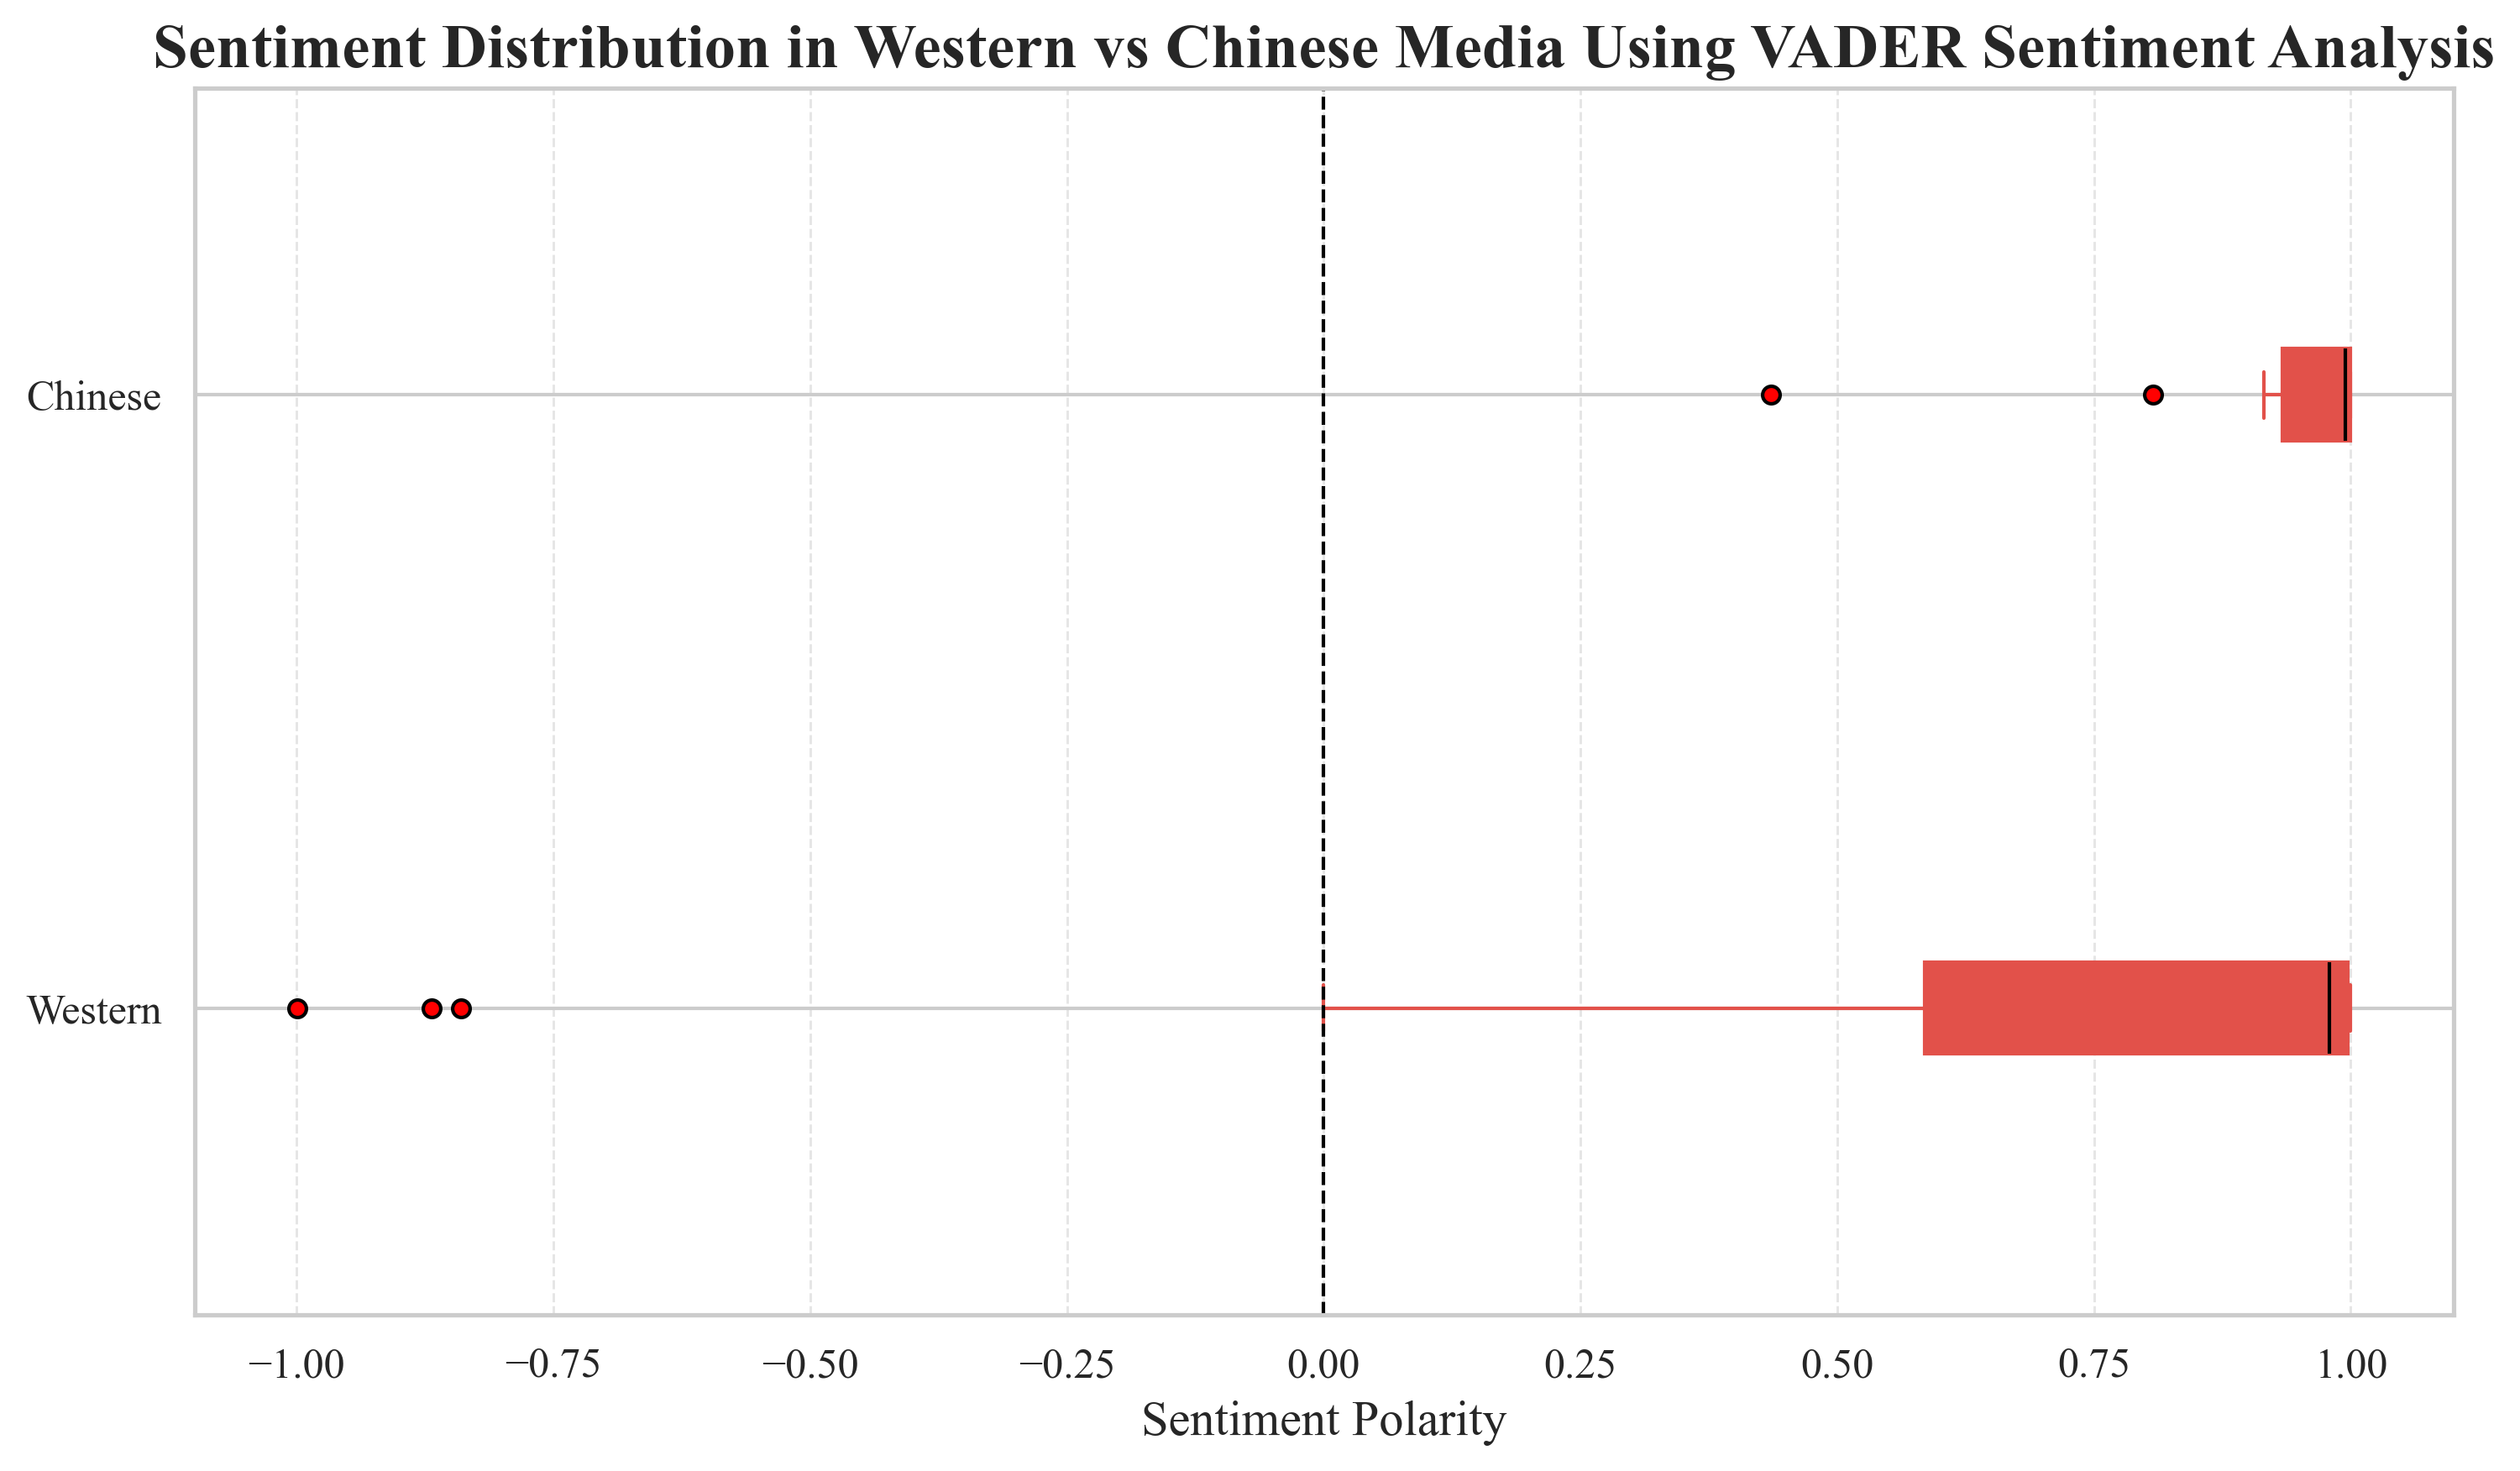 Sentiment Distribution in Western vs Chinese Media Using VADER Sentiment Analysis
Chinese
Western
−1.00 −0.75 −0.50 −0.25 0.00 0.25 0.50 0.75 1.00
Sentiment Polarity